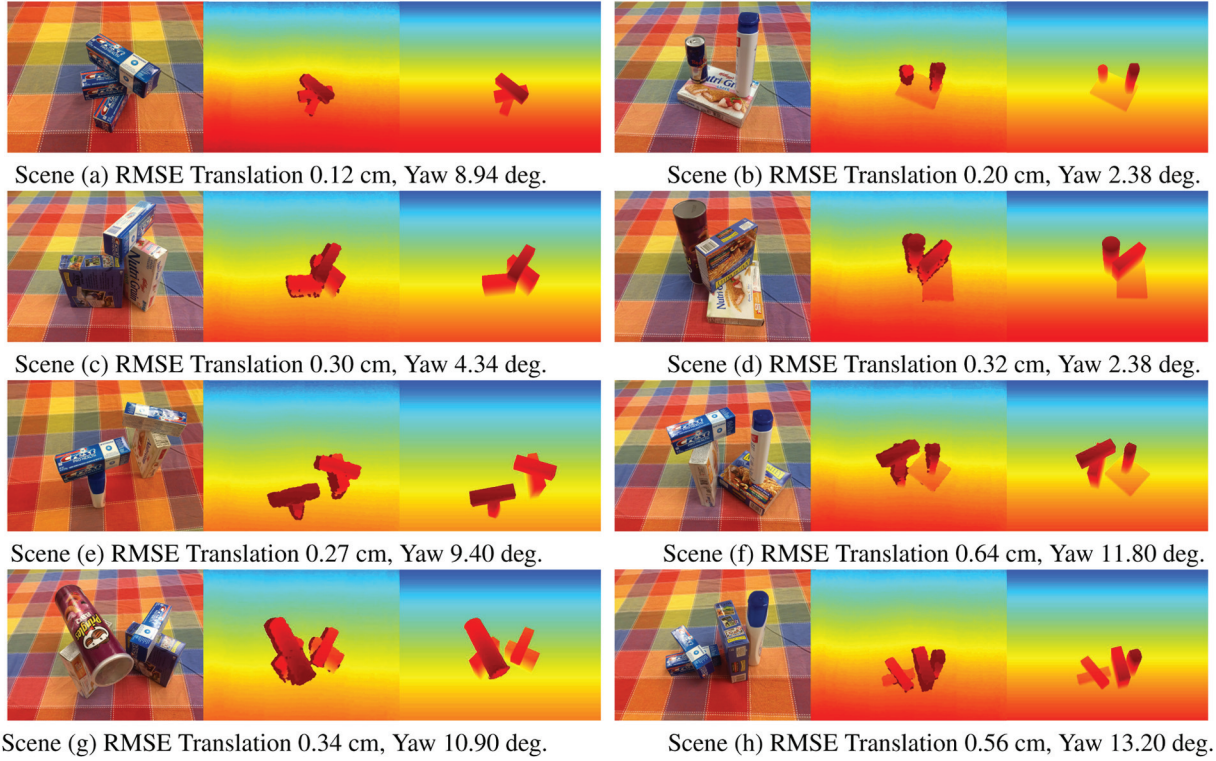 Scene (a) RMSE Translation 0.12 cm, Yaw 8.94 deg.
Nutri-Gr
Scene (b) RMSE Translation 0.20 cm, Yaw 2.38 deg.
Scene (c) RMSE Translation 0.30 cm, Yaw 4.34 deg.
Scene (d) RMSE Translation 0.32 cm, Yaw 2.38 deg.
Scene (e) RMSE Translation 0.27 cm, Yaw 9.40 deg.
Scene (f) RMSE Translation 0.64 cm, Yaw 11.80 deg.
Pringles
Scene (g) RMSE Translation 0.34 cm, Yaw 10.90 deg.
Scene (h) RMSE Translation 0.56 cm, Yaw 13.20 deg.